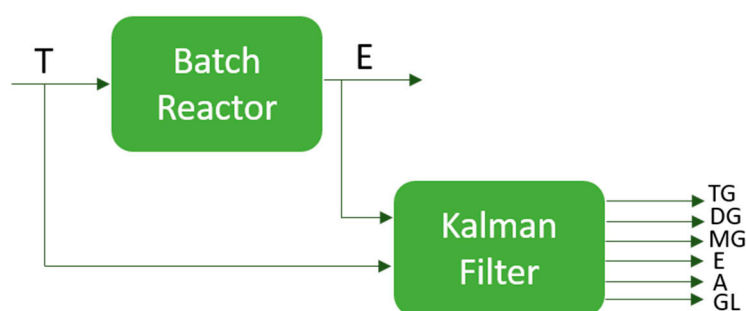 T
Batch
Reactor
E
Kalman
Filter
TG
DG
MG
E
A
GL